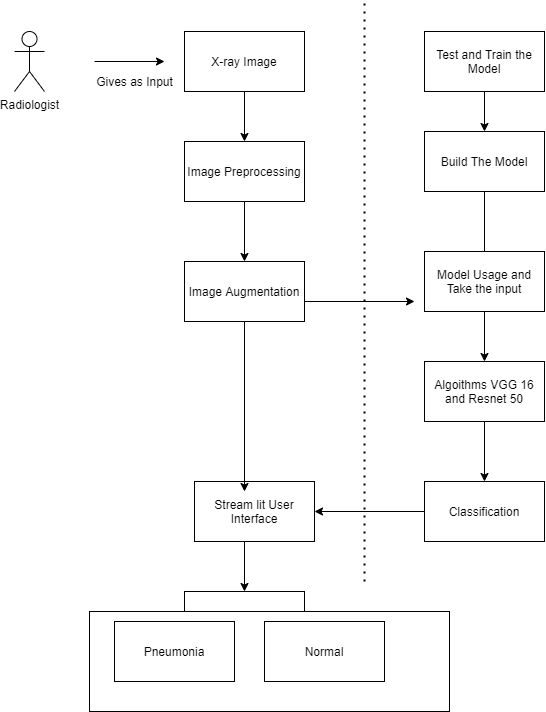 Radiologist
Gives as Input
X-ray Image
Image Preprocessing
Image Augmentation
Test and Train the
Model
Build The Model
Model Usage and
Take the input
Algoithms VGG 16
and Resnet 50
Classification
Stream lit User
Interface
Pneumonia
Normal